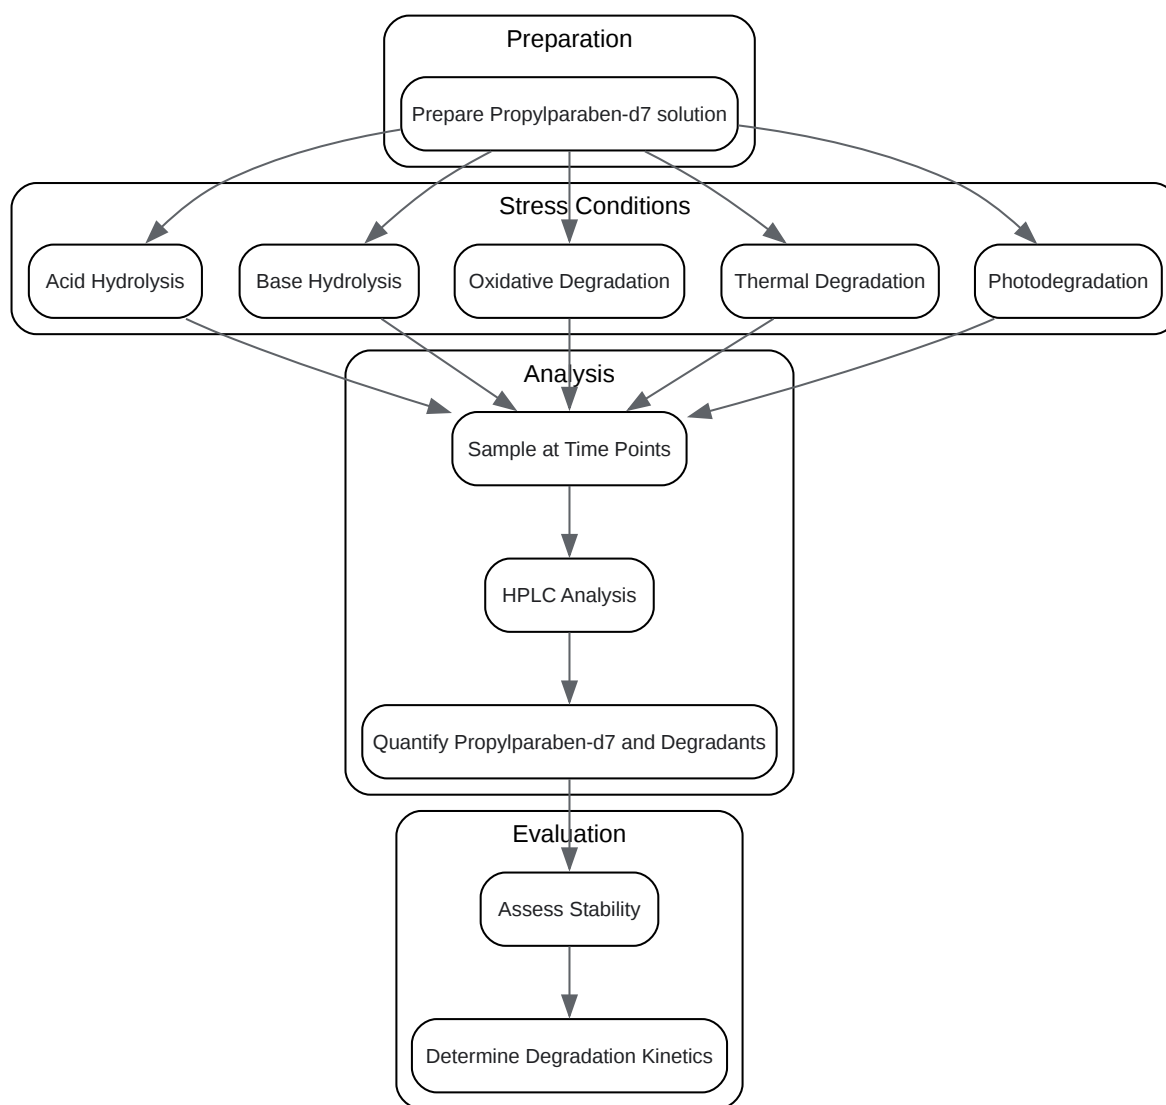 Preparation
Prepare Propylparaben-d7 solution
Stress Conditions
Acid Hydrolysis
Base Hydrolysis
Oxidative Degradation
Thermal Degradation
Photodegradation
Analysis
Sample at Time Points
HPLC Analysis
Quantify Propylparaben-d7 and Degradants
Evaluation
Assess Stability
Determine Degradation Kinetics